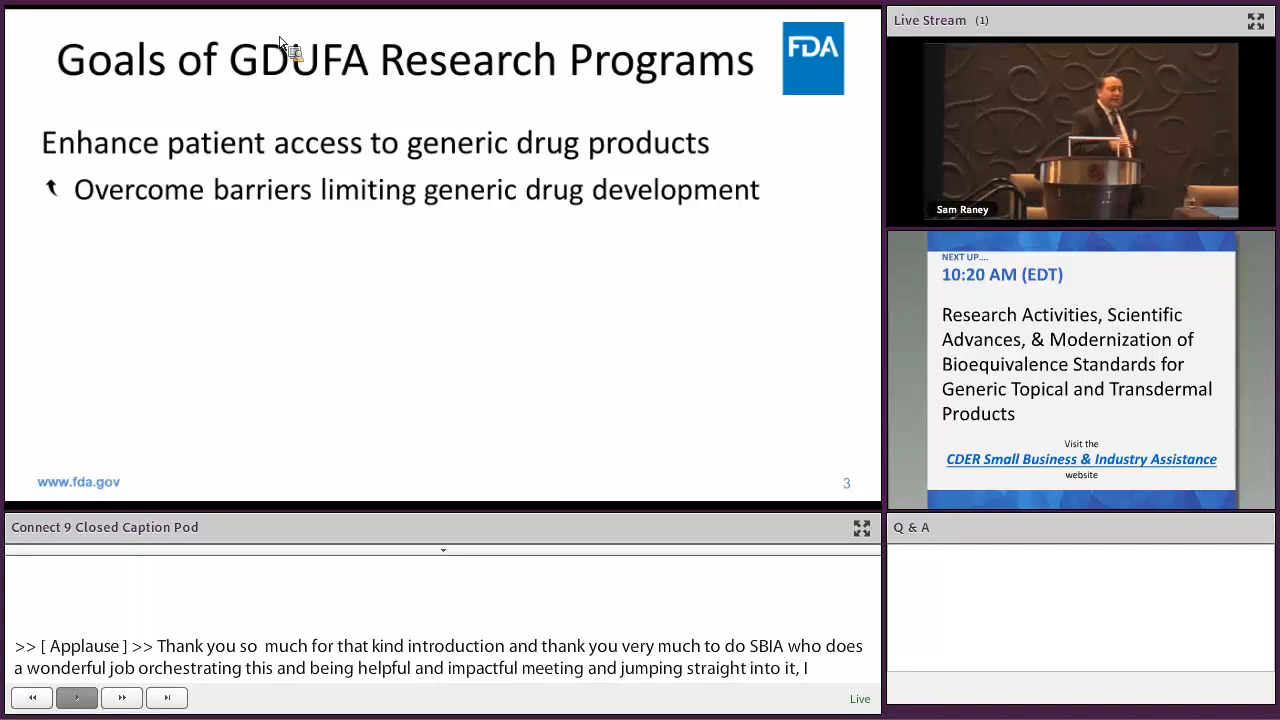 Goals of GDUFA Research Programs
FDA
Enhance patient access to generic drug products
Overcome barriers limiting generic drug development
www.fda.gov
3
Live Stream (1)
Sam Raney
NEXT UP....
10:20 AM (EDT)
Research Activities, Scientific
Advances, & Modernization of
Bioequivalence Standards for
Generic Topical and Transdermal
Products
Visit the
CDER Small Business & Industry Assistance
website
Connect 9 Closed Caption Pod
>> [ Applause ] >> Thank you so much for that kind introduction and thank you very much to do SBIA who does
a wonderful job orchestrating this and being helpful and impactful meeting and jumping straight into it, I
Live
Q & A